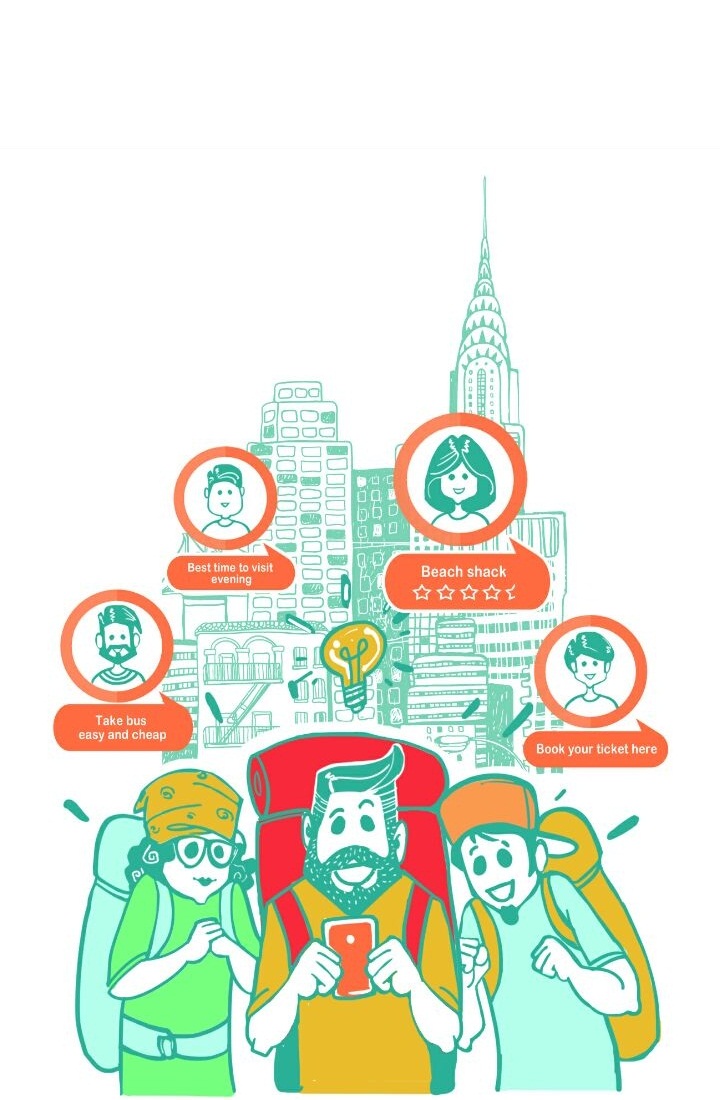 Best time to visit
evening
Beach shack
Take bus
easy and cheap
Book your ticket here